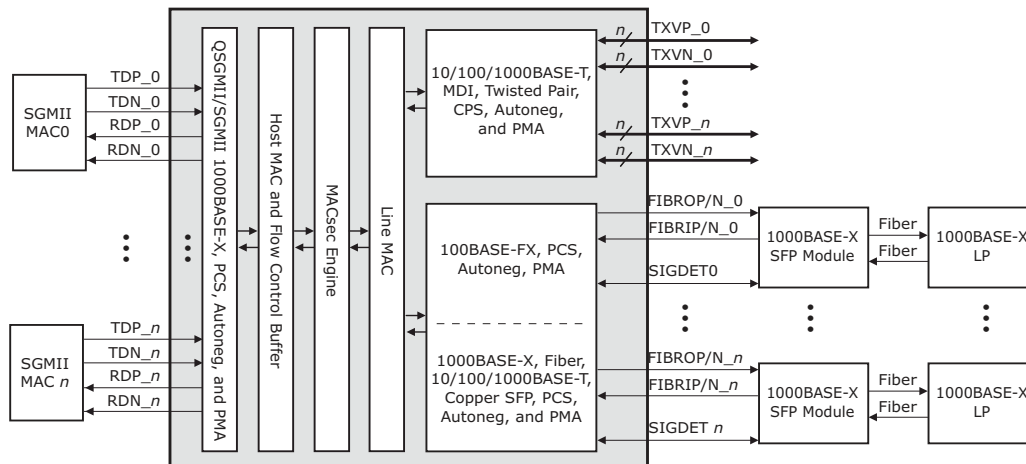 SGMII
MAC0
TDP_0
TDN_0
RDP_0
RDN_0
SGMII
MAC n
TDP_n
TDN_n
RDP_n
RDN_n
QSGMII/SGMII 1000BASE-X, PCS, Autoneg, and PMA
Host MAC and Flow Control Buffer
MACsec Engine
Line MAC
10/100/1000BASE-T,
MDI, Twisted Pair,
CPS, Autoneg,
and PMA
100BASE-FX, PCS,
Autoneg, PMA
1000BASE-X, Fiber,
10/100/1000BASE-T,
Copper SFP, PCS,
Autoneg, and PMA
n
TXVP_0
n
TXVN_0
n
TXVP_n
n
TXVN_n
FIBROP/N_0
FIBRIP/N_0
SIGDET0
1000BASE-X
SFP Module
Fiber
Fiber
1000BASE-X
LP
FIBROP/N_n
FIBRIP/N_n
SIGDET n
1000BASE-X
SFP Module
Fiber
Fiber
1000BASE-X
LP